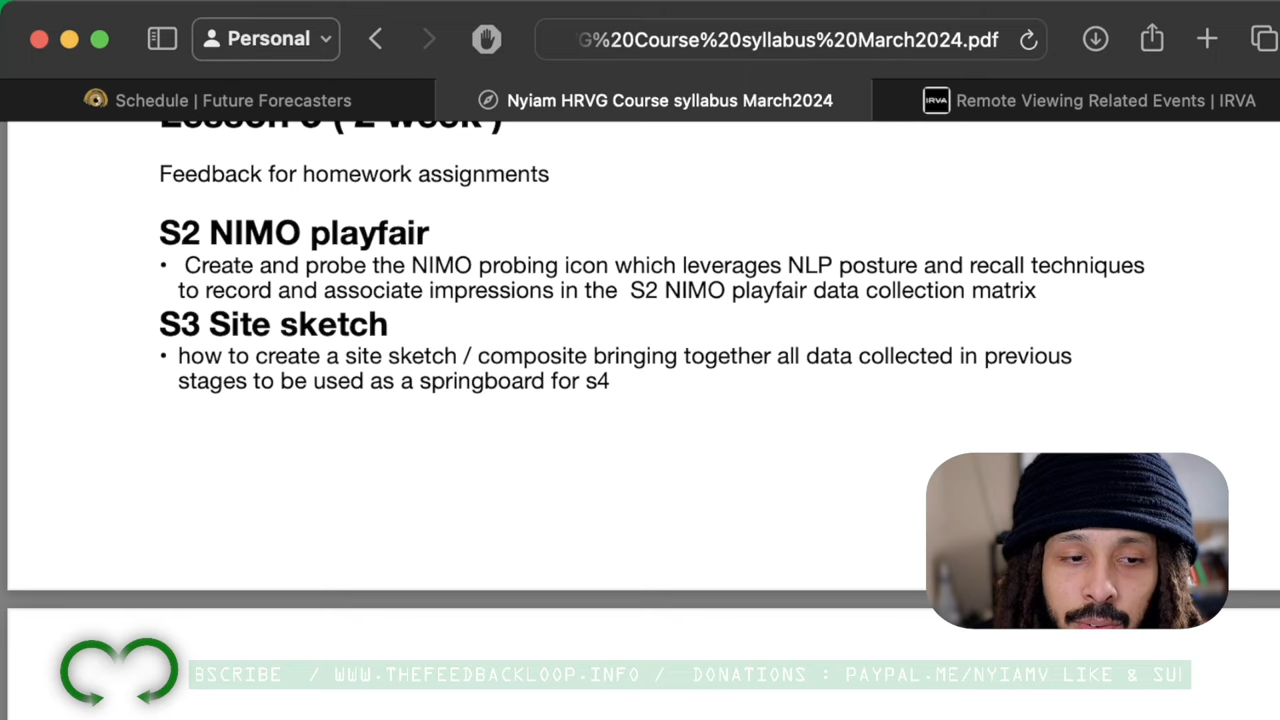 Personal
G%20Course%20syllabus%20March2024.pdf
Schedule | Future Forecasters
Nyiam HRVG Course syllabus March2024
IRVA
Remote Viewing Related Events | IRVA
Feedback for homework assignments
S2 NIMO playfair
• Create and probe the NIMO probing icon which leverages NLP posture and recall techniques
to record and associate impressions in the S2 NIMO playfair data collection matrix
S3 Site sketch
• how to create a site sketch / composite bringing together all data collected in previous
stages to be used as a springboard for s4
BSCRIBE / WWW.THEFEEDBACKLOOP.INFO / DONATIONS : PAYPAL.ME/NYIAMV LIKE & SU